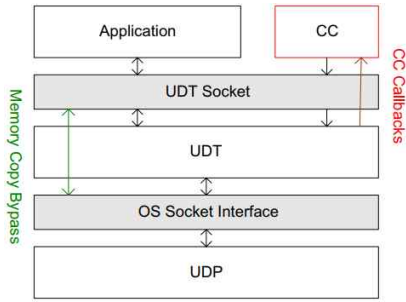 Application
CC
UDT Socket
UDT
OS Socket Interface
UDP
Memory Copy Bypass
CC Callbacks